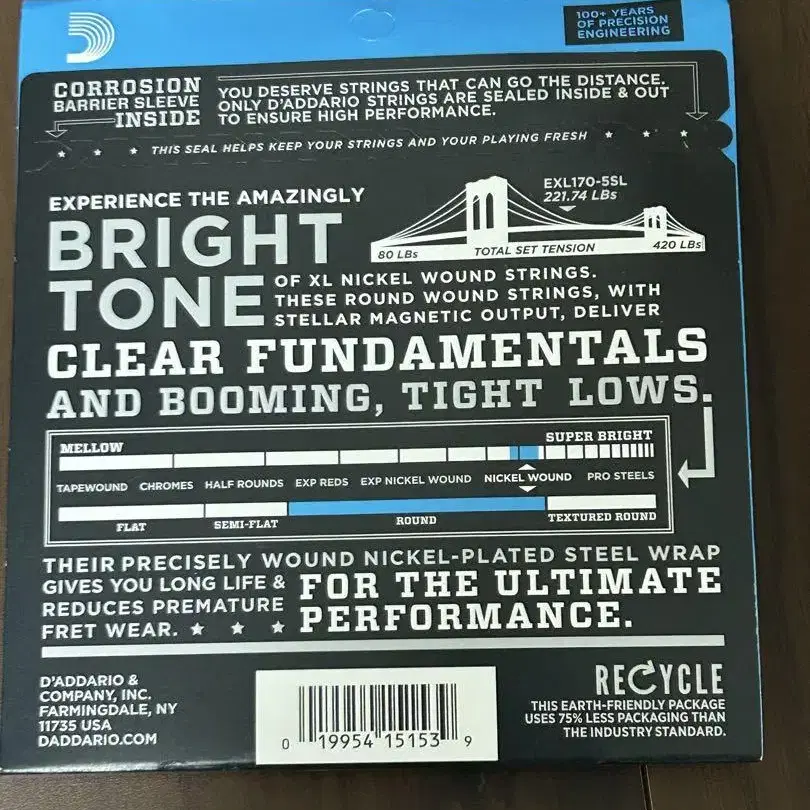 100+ YEARS
OF PRECISION
ENGINEERING
CORROSION
BARRIER SLEEVE
INSIDE
YOU DESERVE STRINGS THAT CAN GO THE DISTANCE.
ONLY D'ADDARIO STRINGS ARE SEALED INSIDE & OUT
TO ENSURE HIGH PERFORMANCE.
THIS SEAL HELPS KEEP YOUR STRINGS AND YOUR PLAYING FRESH
EXPERIENCE THE AMAZINGLY
BRIGHT
TONE
EXL170-5SL
221.74 LBs
80 LBs
TOTAL SET TENSION
420 LBs
OF XL NICKEL WOUND STRINGS.
THESE ROUND WOUND STRINGS, WITH
STELLAR MAGNETIC OUTPUT, DELIVER
CLEAR FUNDAMENTALS
AND BOOMING, TIGHT LOWS.
MELLOW
SUPER BRIGHT
TAPEWOUND CHROMES HALF ROUNDS EXP REDS EXP NICKEL WOUND NICKEL WOUND PRO STEELS
FLAT SEMI-FLAT ROUND TEXTURED ROUND
THEIR PRECISELY WOUND NICKEL-PLATED STEEL WRAP
GIVES YOU LONG LIFE &
REDUCES PREMATURE
FRET WEAR.
FOR THE ULTIMATE
PERFORMANCE.
D'ADDARIO &
COMPANY, INC.
FARMINGDALE, NY
11735 USA
DADDARIO.COM
0 19954 15153 9
RECYCLE
THIS EARTH-FRIENDLY PACKAGE
USES 75% LESS PACKAGING THAN
THE INDUSTRY STANDARD.